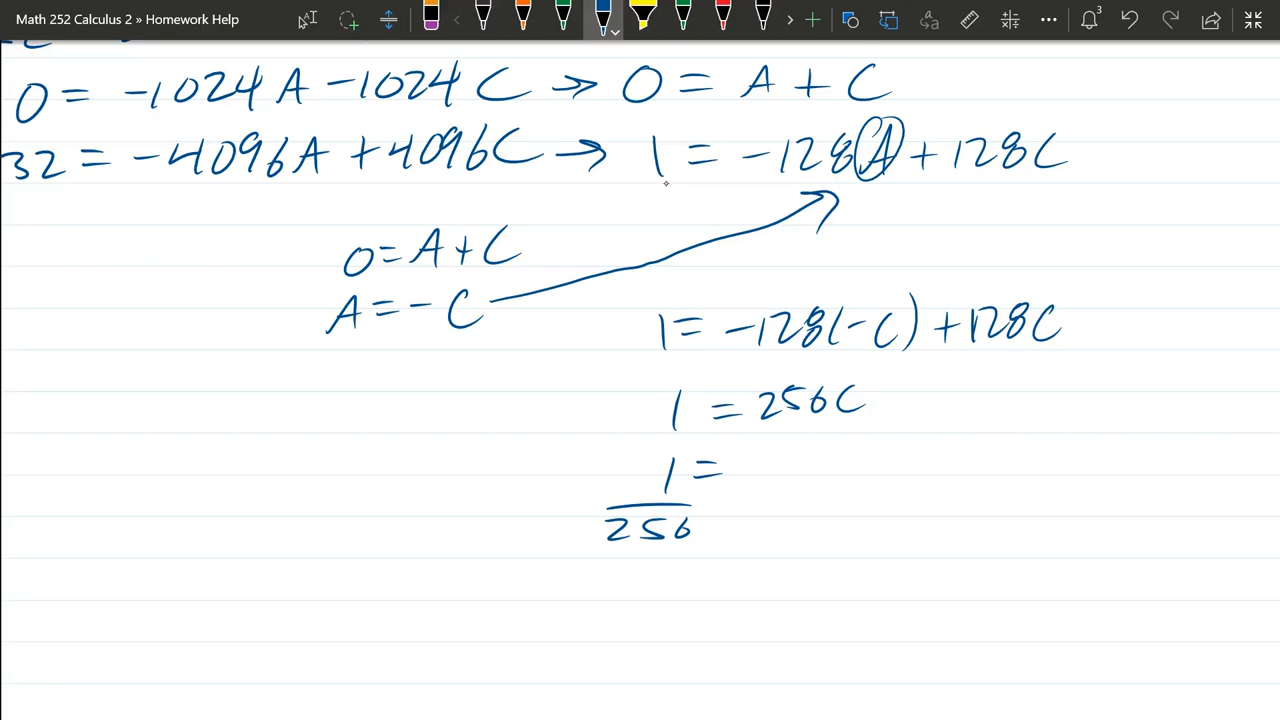 Math 252 Calculus 2 » Homework Help
3
0 = -1024A -1024C → 0 = A + C
32 = -4096A + 4096C → 1 = -128A + 128C
0 = A + C
A = - C
1 = -128(-C) + 128C
1 = 256C
1 =
256